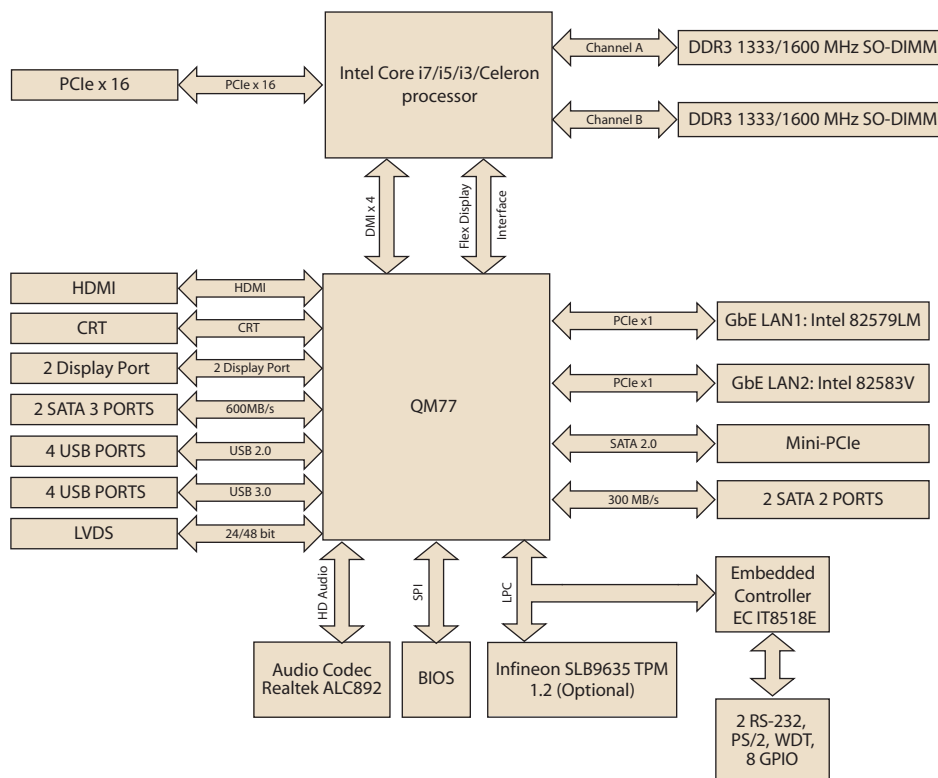 Intel Core i7/i5/i3/Celeron
processor
PCIe x 16
PCIe x 16
Channel A
DDR3 1333/1600 MHz SO-DIMM
Channel B
DDR3 1333/1600 MHz SO-DIMM
DMI x 4
Flex Display
Interface
QM77
HDMI
HDMI
CRT
CRT
2 Display Port
2 Display Port
2 SATA 3 PORTS
600MB/s
4 USB PORTS
USB 2.0
4 USB PORTS
USB 3.0
LVDS
24/48 bit
PCIe x1
GbE LAN1: Intel 82579LM
PCIe x1
GbE LAN2: Intel 82583V
SATA 2.0
Mini-PCIe
300 MB/s
2 SATA 2 PORTS
HD Audio
SPI
LPC
Audio Codec
Realtek ALC892
BIOS
Infineon SLB9635 TPM
1.2 (Optional)
Embedded
Controller
EC IT8518E
2 RS-232,
PS/2, WDT,
8 GPIO